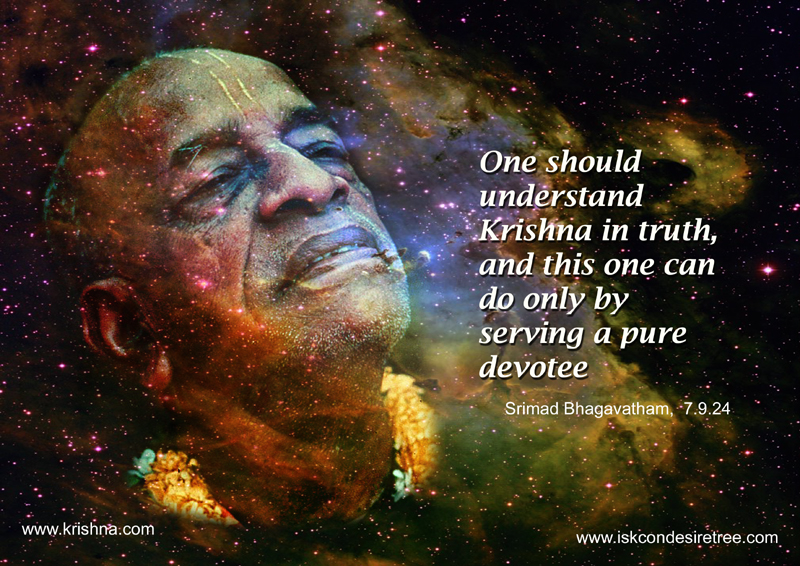 One should
understand
Krishna in truth,
and this one can
do only by
serving a pure
devotee
Srimad Bhagavatham, 7.9.24
www.krishna.com
www.iskcondesiretree.com